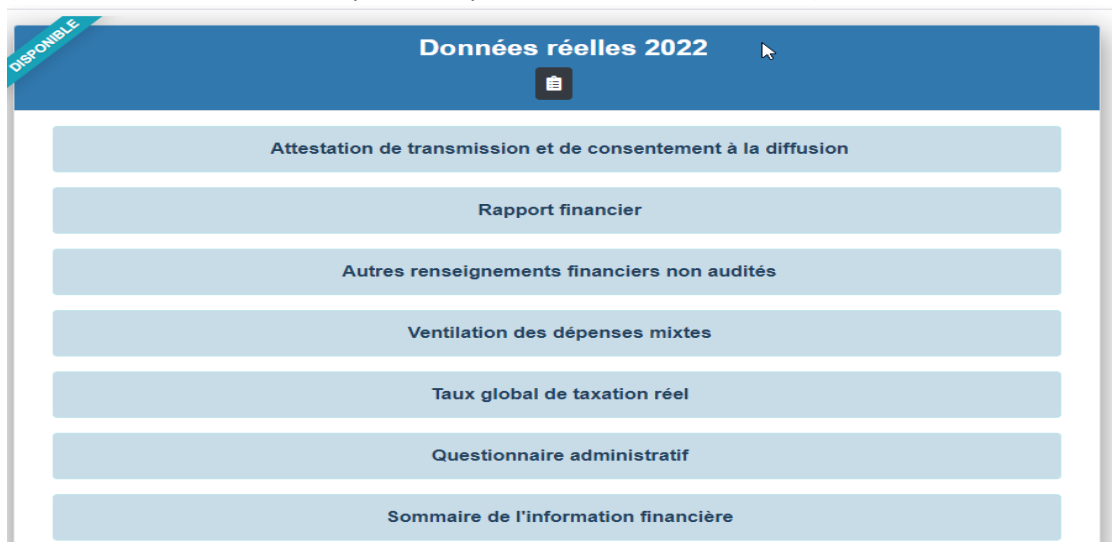 DISPONIBLE
Données réelles 2022
Attestation de transmission et de consentement à la diffusion
Rapport financier
Autres renseignements financiers non audités
Ventilation des dépenses mixtes
Taux global de taxation réel
Questionnaire administratif
Sommaire de l'information financière